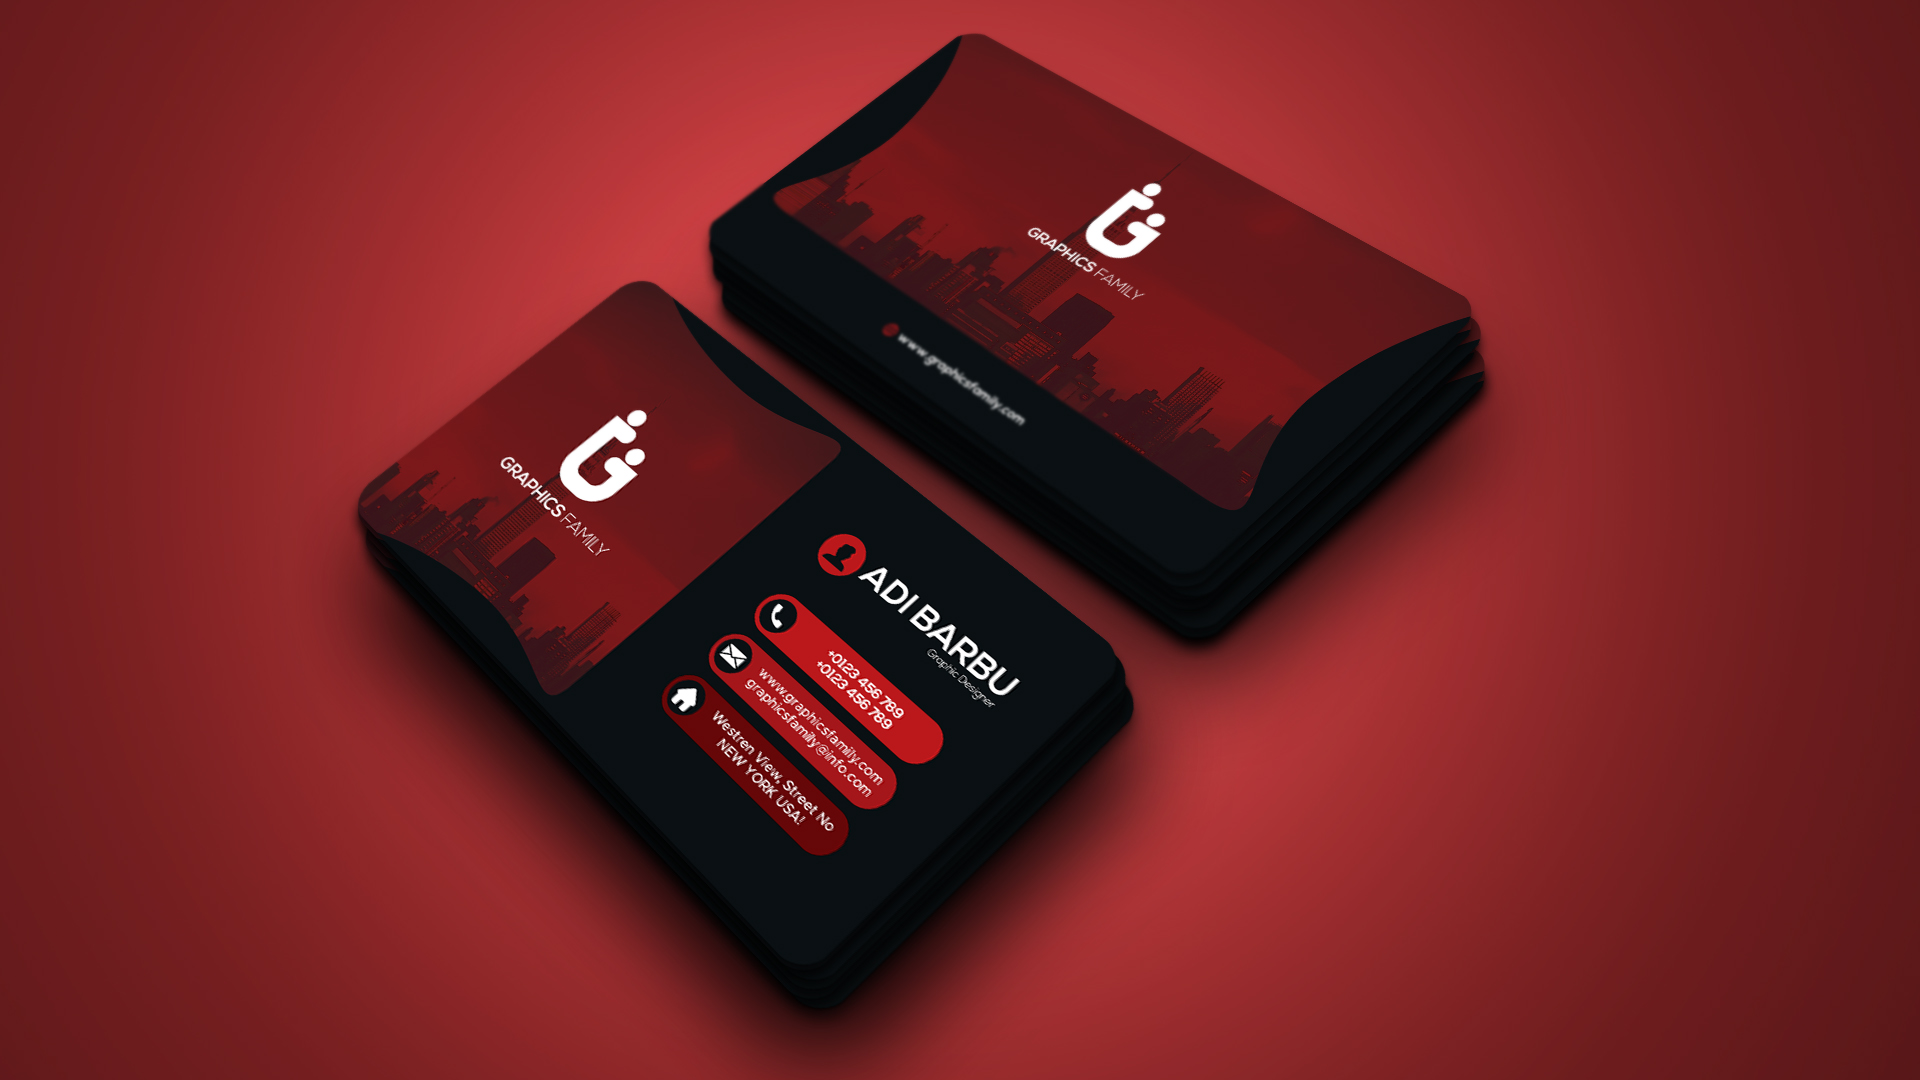 GRAPHICS FAMILY
www.graphicsfamily.com
GRAPHICS FAMILY
ADI BARBU
Graphic Designer
+0123 456 789
+0123 456 789
www.graphicsfamily.com
graphicsfamily@info.com
Westren View, Street No
NEW YORK USA!